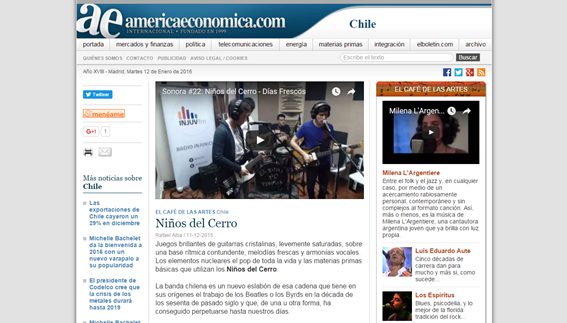 ae americaeconomica.com
INTERNACIONAL · FUNDADO EN 1999
Chile
portada mercados y finanzas política telecomunicaciones energía materias primas integración elboletin.com archivo
QUIÉNES SOMOS CONTACTO PUBLICIDAD AVISO LEGAL / COOKIES
Escribe el texto Buscar
Año XVIII - Madrid, Martes 12 de Enero de 2016
Twittear
menéame
G+1 1
Más noticias sobre
Chile
Las
exportaciones de
Chile cayeron un
29% en diciembre
Michelle Bachelet
da la bienvenida a
2016 con un
nuevo varapalo a
su popularidad
El presidente de
Codelco cree que
la crisis de los
metales durará
hasta 2019
Michelle
Bachelet busca
Sonora #22: Niños del Cerro - Días Frescos
INJUV fm
EL CAFÉ DE LAS ARTES Chile
Niños del Cerro
Rafael Alba / 11-12-2015
Juegos brillantes de guitarras cristalinas, levemente saturadas, sobre
una base rítmica contundente, melodías frescas y armonías vocales.
Los elementos nucleares el pop de toda la vida y las materias primas
básicas que utilizan los Niños del Cerro.
La banda chilena es un nuevo eslabón de esa cadena que tiene en
sus orígenes el trabajo de los Beatles o los Byrds en la década de
los sesenta de pasado siglo y que, de una u otra forma, ha
conseguido perpetuarse hasta nuestros días.
EL CAFÉ DE LAS ARTES
Milena L'Argen...
Milena L'Argentiere
Entre el folk y el jazz y, en cualquier
caso, por medio de un
acercamiento rabiosamente
personal, contemporáneo y sin
complejos al formato canción. Así,
más o menos, es la música de
Milena L'Argentiere, una cantautora
argentina joven que ya brilla con luz
propia.
Luis Eduardo Aute
Cinco décadas de
carrera dan para
mucho y más si, como
sucede...
Los Espíritus
Blues, psicodelia, y lo
mejor de la florida
tradición del rock...